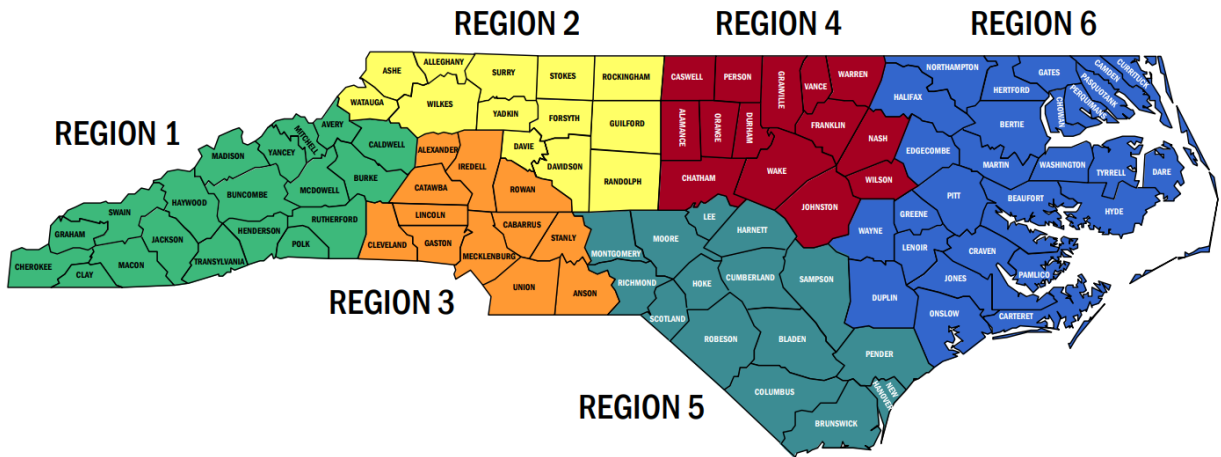 REGION 2
REGION 4
REGION 6
REGION 1
REGION 3
REGION 5
ASHE
ALLEGHANY
SURRY
STOKES
ROCKINGHAM
WATAUGA
WILKES
YADKIN
FORSYTH
GUILFORD
DAVIE
DAVIDSON
RANDOLPH
CASWELL
PERSON
GRANVILLE
VANCE
WARREN
ALAMANCE
ORANGE
DURHAM
FRANKLIN
NASH
CHATHAM
WAKE
WILSON
JOHNSTON
NORTHAMPTON
GATES
CAMDEN
CURRITUCK
PASQUOTANK
PERQUIMANS
HERTFORD
HALIFAX
CHOWAN
BERTIE
EDGECOMBE
MARTIN
WASHINGTON
TYRRELL
DARE
PITT
BEAUFORT
HYDE
GREENE
WAYNE
LENOIR
CRAVEN
JONES
PAMLICO
DUPLIN
ONSLOW
CARTERET
AVERY
MITCHELL
CALDWELL
YANCEY
MADISON
BURKE
MCDOWELL
BUNCOMBE
HAYWOOD
SWAIN
RUTHERFORD
GRAHAM
JACKSON
HENDERSON
POLK
TRANSYLVANIA
CHEROKEE
MACON
CLAY
ALEXANDER
IREDELL
CATAWBA
ROWAN
LINCOLN
CABARRUS
STANLY
CLEVELAND
GASTON
MECKLENBURG
UNION
ANSON
LEE
HARNETT
MOORE
MONTGOMERY
RICHMOND
HOKE
CUMBERLAND
SAMPSON
SCOTLAND
ROBESON
BLADEN
PENDER
COLUMBUS
NEW
HANOVER
BRUNSWICK